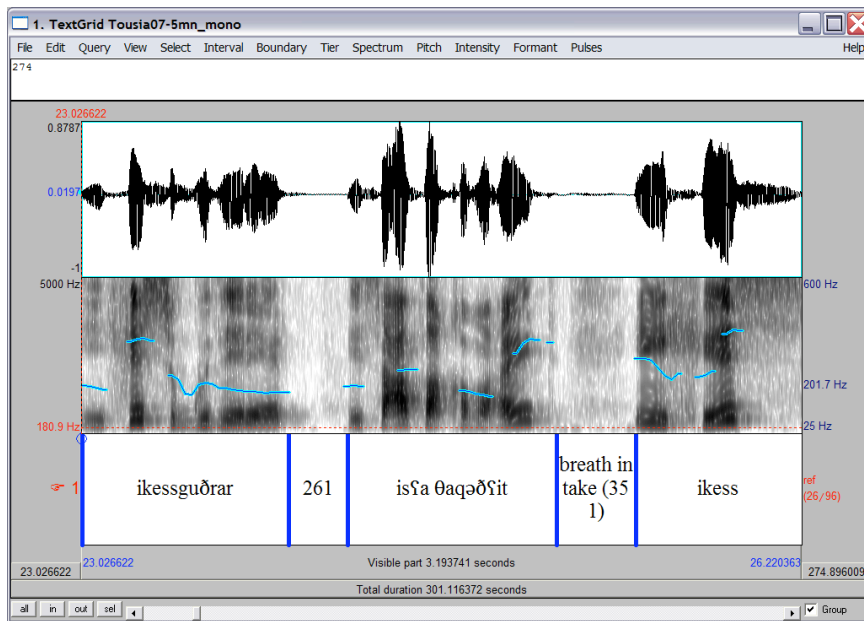 1. TextGrid Tousia07-5mn_mono
File Edit Query View Select Interval Boundary Tier Spectrum Pitch Intensity Formant Pulses Help
274
23.026622
0.8787
0.0197
-1
5000 Hz 600 Hz
201.7 Hz
180.9 Hz 25 Hz
ikessguðrar 261 isʕa θaqəðʕit breath in take (35 1) ikess
☞ 1 ref (26/96)
23.026622 Visible part 3.193741 seconds 26.220363
23.026622 274.896009
Total duration 301.116372 seconds
all in out sel Group